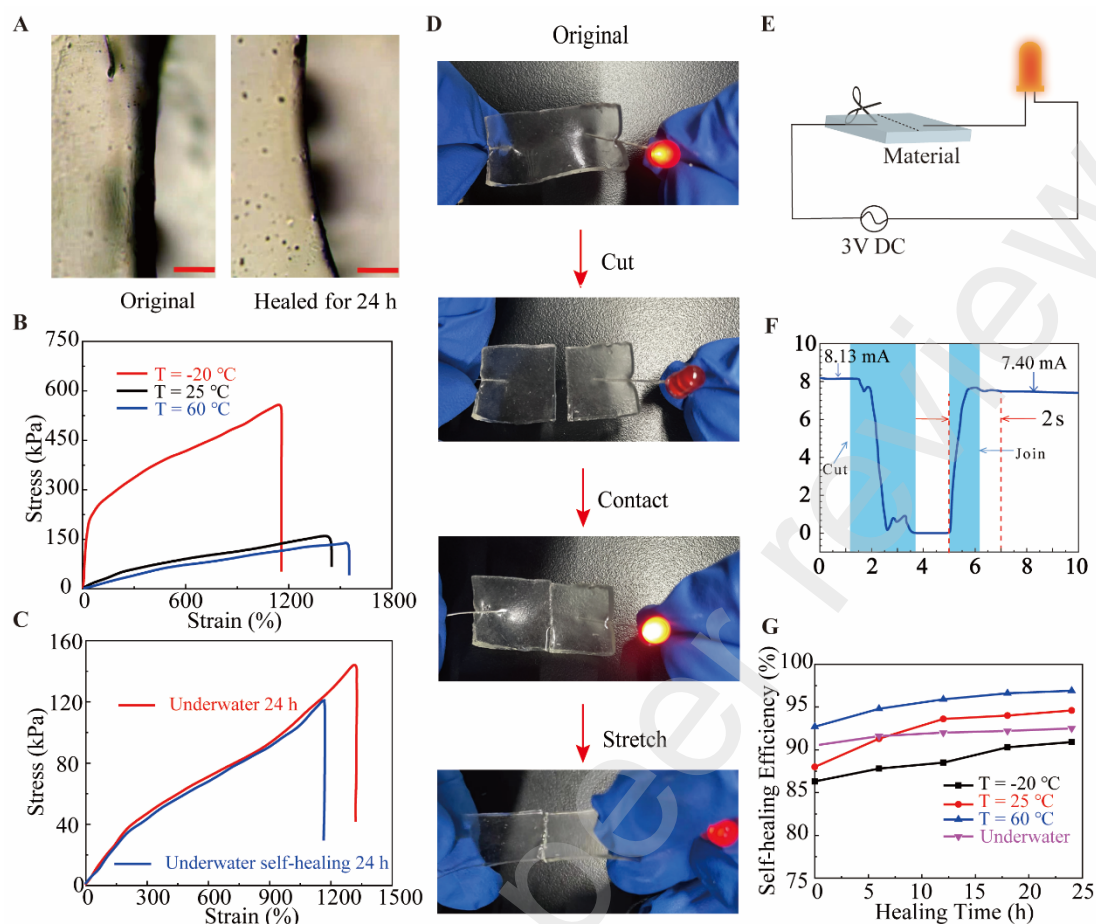 A
Original
Healed for 24 h
B
Stress (kPa)
750
600
450
300
150
0
T = -20 ℃
T = 25 ℃
T = 60 ℃
0 600 1200 1800
Strain (%)
C
Stress (kPa)
160
120
80
40
0
Underwater 24 h
Underwater self-healing 24 h
0 300 600 900 1200 1500
Strain (%)
D
Original
Cut
Contact
Stretch
E
Material
3V DC
F
10
8
6
4
2
0
8.13 mA
7.40 mA
2s
Cut
Join
0 2 4 6 8 10
G
Self-healing Efficiency (%)
100
95
90
85
80
75
T = -20 ℃
T = 25 ℃
T = 60 ℃
Underwater
0 5 10 15 20 25
Healing Time (h)
peer review